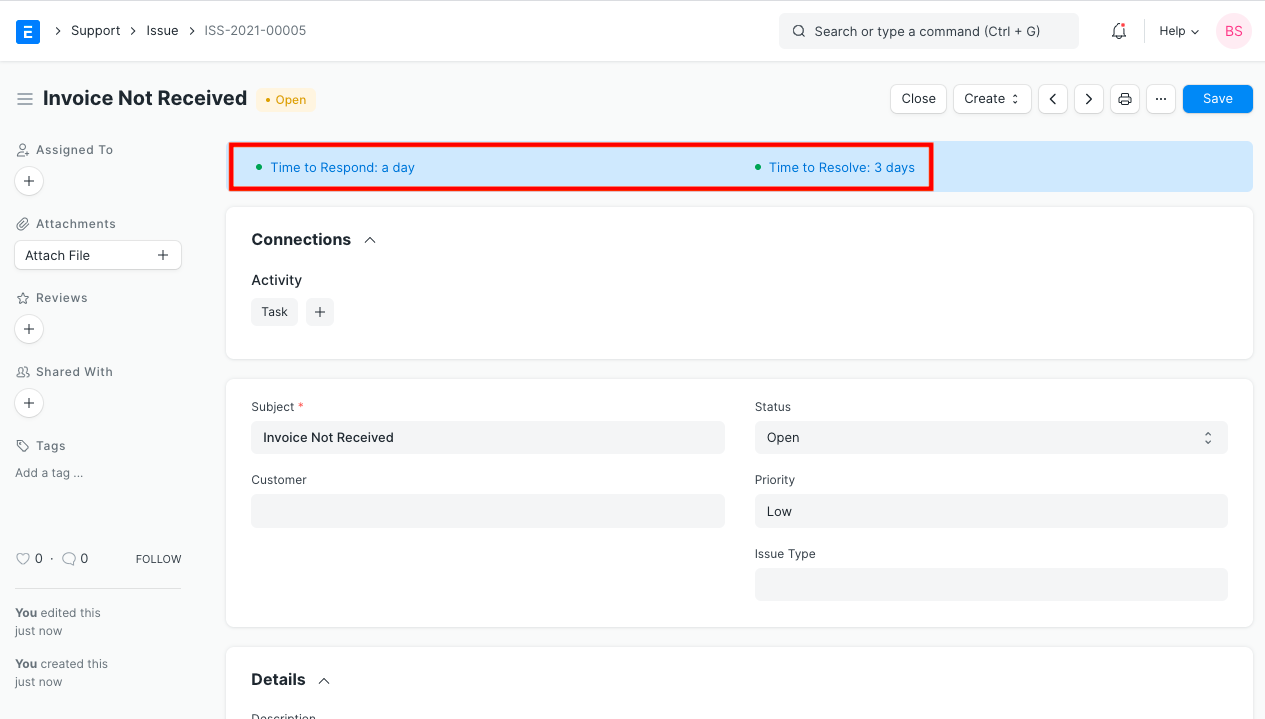 E
Support
Issue
ISS-2021-00005
Search or type a command (Ctrl + G)
Help
BS
Invoice Not Received
Open
Close
Create
Save
Assigned To
Attachments
Attach File
Reviews
Shared With
Tags
Add a tag ...
0 · 0
FOLLOW
You edited this
just now
You created this
just now
Time to Respond: a day
Time to Resolve: 3 days
Connections
Activity
Task
Subject *
Invoice Not Received
Customer
Status
Open
Priority
Low
Issue Type
Details
Description